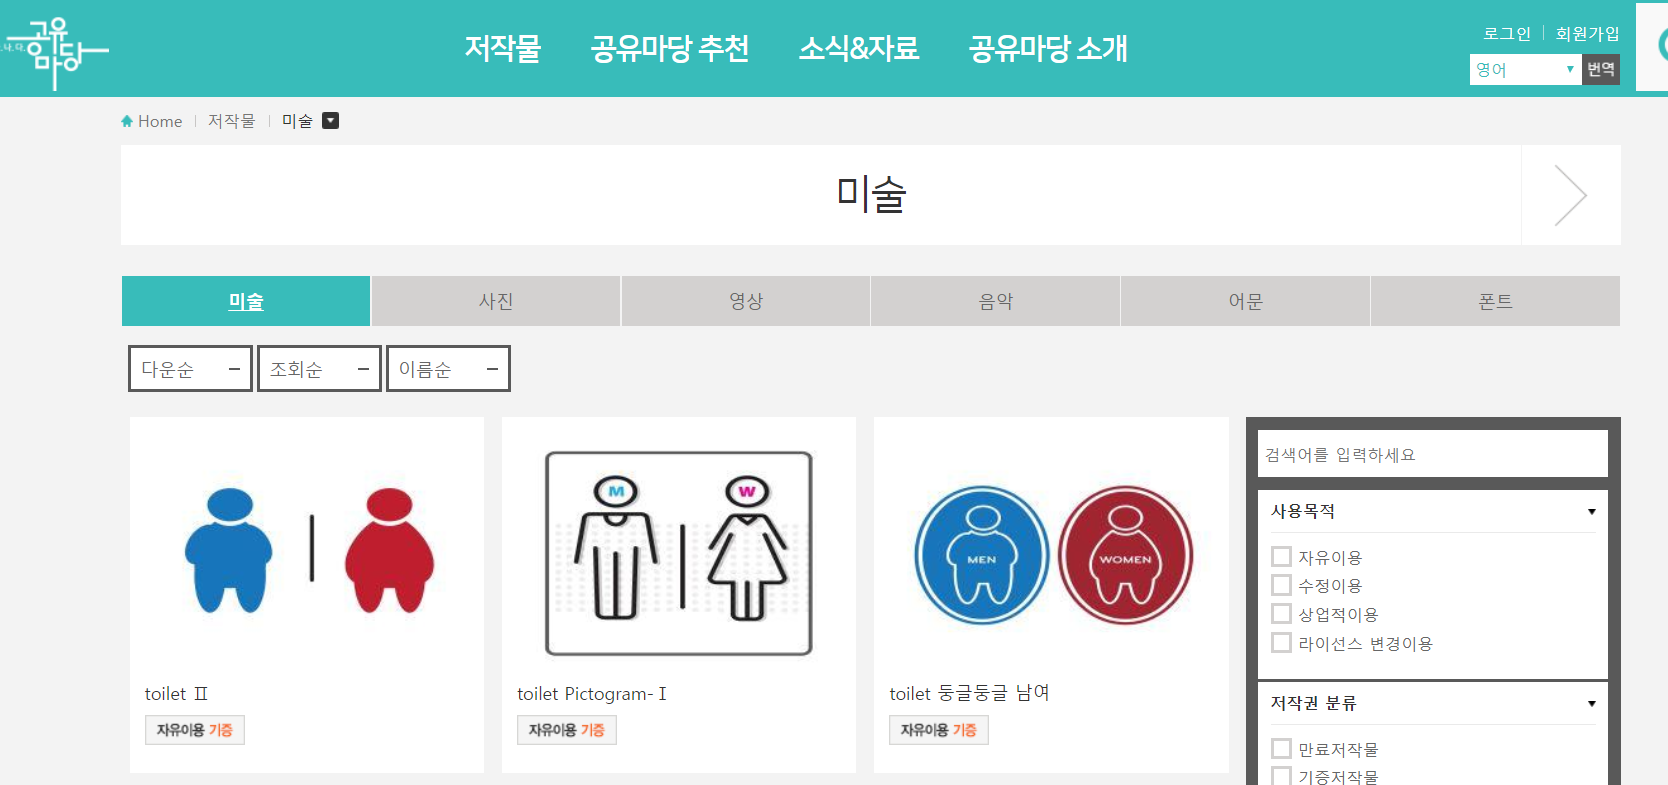 공유마당
저작물 공유마당 추천 소식&자료 공유마당 소개
로그인 회원가입
영어 번역
Home 저작물 미술
미술
미술 사진 영상 음악 어문 폰트
다운순 조회순 이름순
검색어를 입력하세요
사용목적
자유이용
수정이용
상업적이용
라이선스 변경이용
저작권 분류
만료저작물
기증저작물
M W
MEN WOMEN
toilet Ⅱ
자유이용 기증
toilet Pictogram-Ⅰ
자유이용 기증
toilet 둥글둥글 남여
자유이용 기증